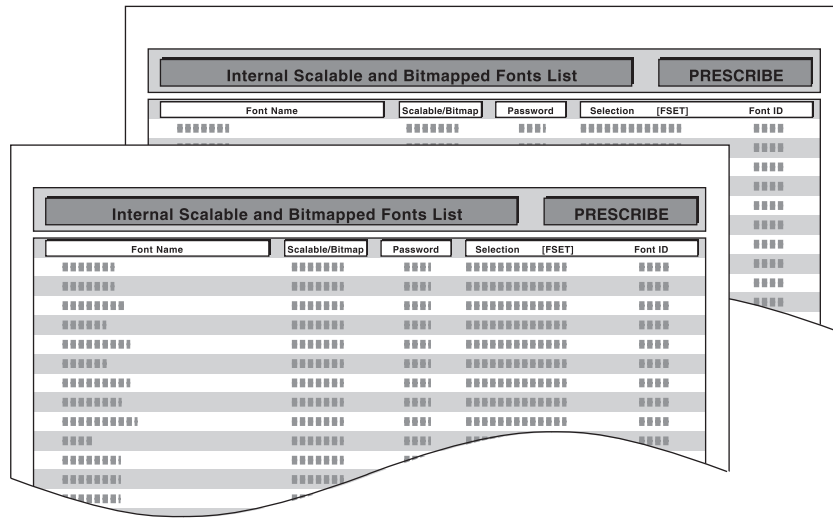 Internal Scalable and Bitmapped Fonts List PRESCRIBE
Font Name Scalable/Bitmap Password Selection [FSET] Font ID
Internal Scalable and Bitmapped Fonts List PRESCRIBE
Font Name Scalable/Bitmap Password Selection [FSET] Font ID